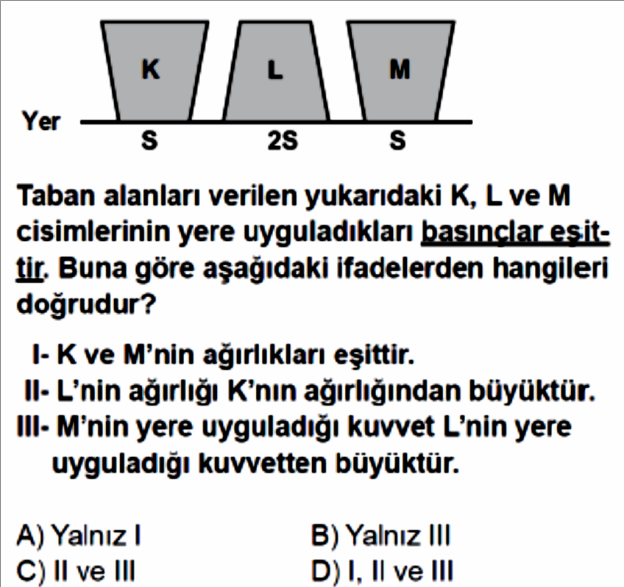 K L M
Yer
S 2S S
Taban alanları verilen yukarıdaki K, L ve M
cisimlerinin yere uyguladıkları basınçlar eşit-
tir. Buna göre aşağıdaki ifadelerden hangileri
doğrudur?
I- K ve M'nin ağırlıkları eşittir.
II- L'nin ağırlığı K'nın ağırlığından büyüktür.
III- M'nin yere uyguladığı kuvvet L'nin yere
uyguladığı kuvvetten büyüktür.
A) Yalnız I B) Yalnız III
C) II ve III D) I, II ve III